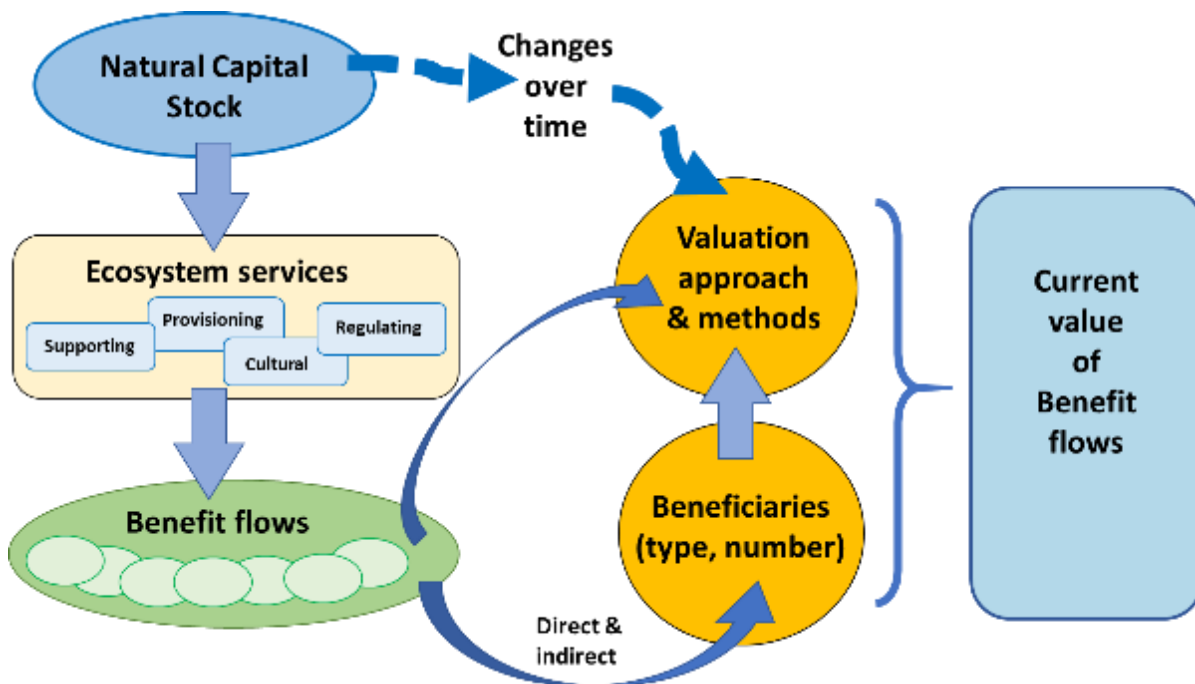 Natural Capital
Stock
Changes
over
time
Ecosystem services
Supporting
Provisioning
Cultural
Regulating
Benefit flows
Valuation
approach
& methods
Beneficiaries
(type, number)
Direct &
indirect
Current
value
of
Benefit
flows